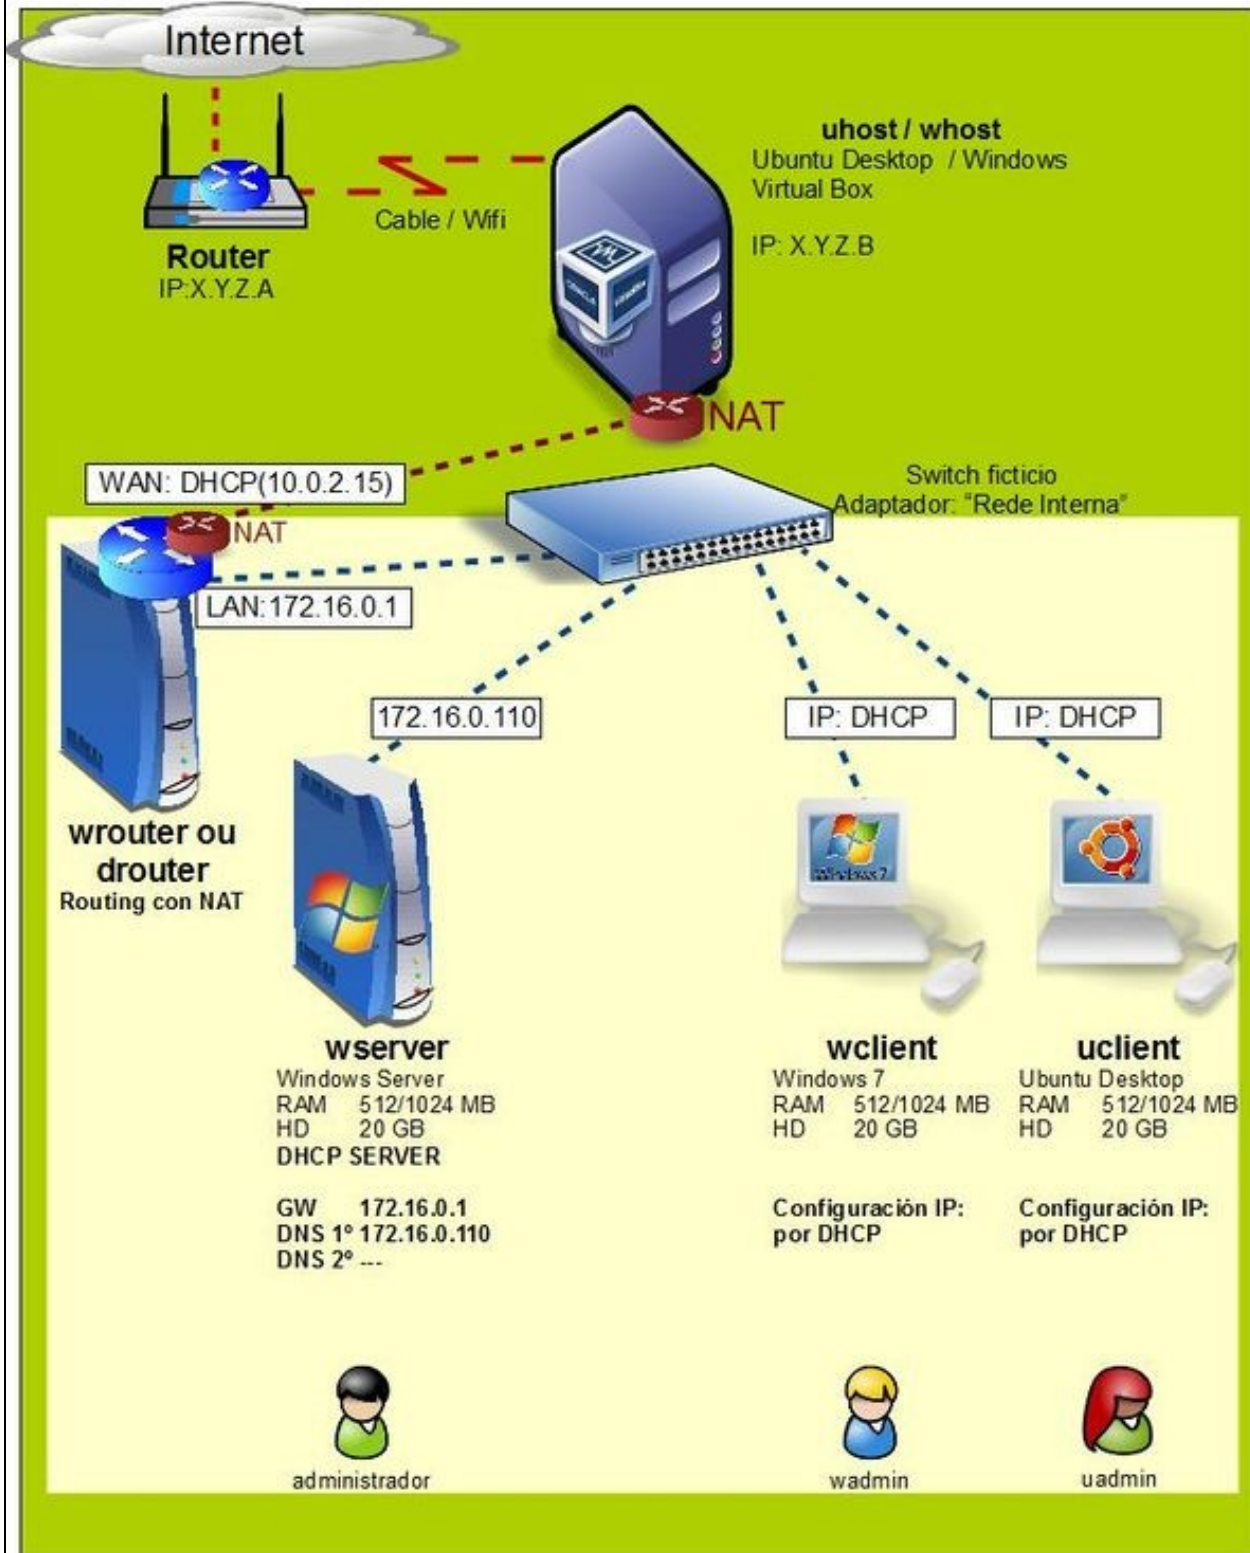 Internet
uhost / whost
Ubuntu Desktop / Windows
Virtual Box
IP: X.Y.Z.B
Cable / Wifi
Router
IP:X.Y.Z.A
ORACLE
VirtualBox
NAT
WAN: DHCP(10.0.2.15)
Switch ficticio
Adaptador: "Rede Interna"
NAT
LAN:172.16.0.1
172.16.0.110
IP: DHCP
IP: DHCP
wrouter ou
drouter
Routing con NAT
Windows 7
wserver
Windows Server
RAM 512/1024 MB
HD 20 GB
DHCP SERVER
GW 172.16.0.1
DNS 1º 172.16.0.110
DNS 2º ---
wclient
Windows 7
RAM 512/1024 MB
HD 20 GB
Configuración IP:
por DHCP
uclient
Ubuntu Desktop
RAM 512/1024 MB
HD 20 GB
Configuración IP:
por DHCP
administrador
wadmin
uadmin